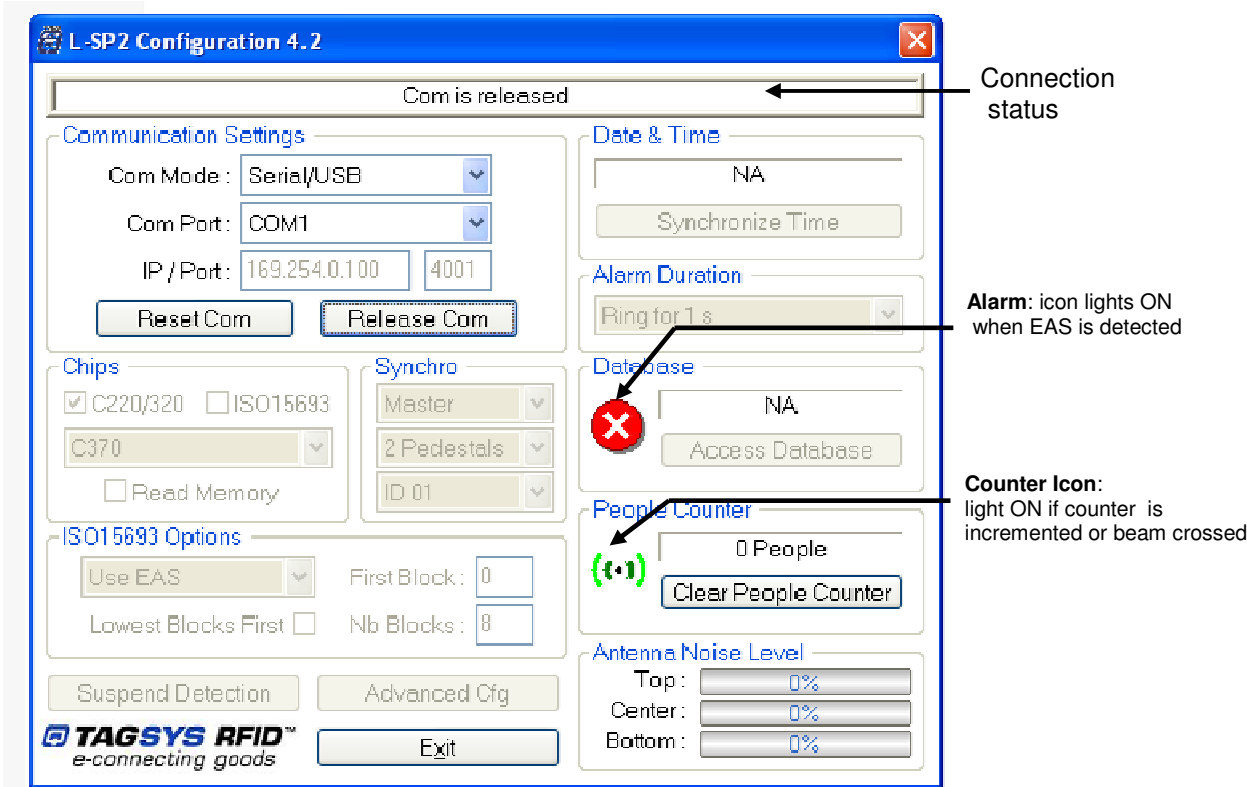 L-SP2 Configuration 4.2
Com is released
Connection
status
Communication Settings
Com Mode : Serial/USB
Com Port : COM1
IP / Port : 169.254.0.100 4001
Reset Com Release Com
Date & Time
NA
Synchronize Time
Alarm Duration
Ring for 1 s
Alarm: icon lights ON
when EAS is detected
Chips
C220/320 ISO15693
C370
Read Memory
Synchro
Master
2 Pedestals
ID 01
Database
NA
Access Database
ISO15693 Options
Use EAS First Block : 0
Lowest Blocks First Nb Blocks : 8
People Counter
0 People
Clear People Counter
Counter Icon:
light ON if counter is
incremented or beam crossed
Suspend Detection Advanced Cfg
TAGSYS RFID™
e-connecting goods
Exit
Antenna Noise Level
Top : 0%
Center : 0%
Bottom : 0%